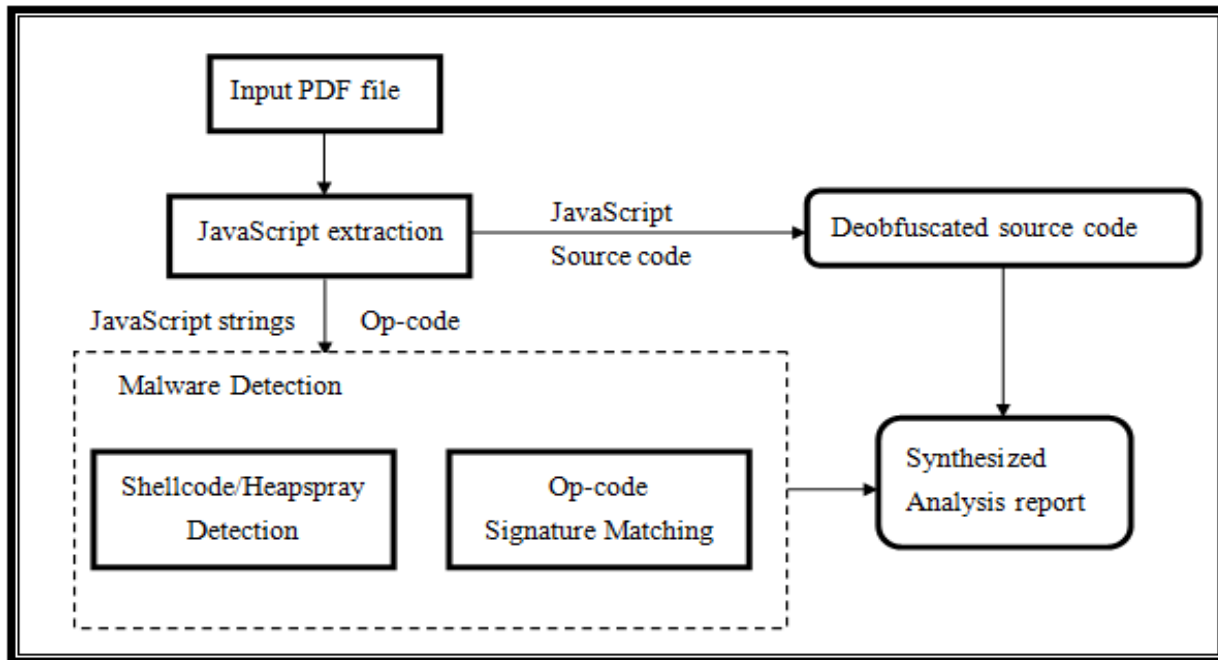 Input PDF file
JavaScript extraction
JavaScript
Source code
Deobfuscated source code
JavaScript strings
Op-code
Malware Detection
Shellcode/Heapspray
Detection
Op-code
Signature Matching
Synthesized
Analysis report